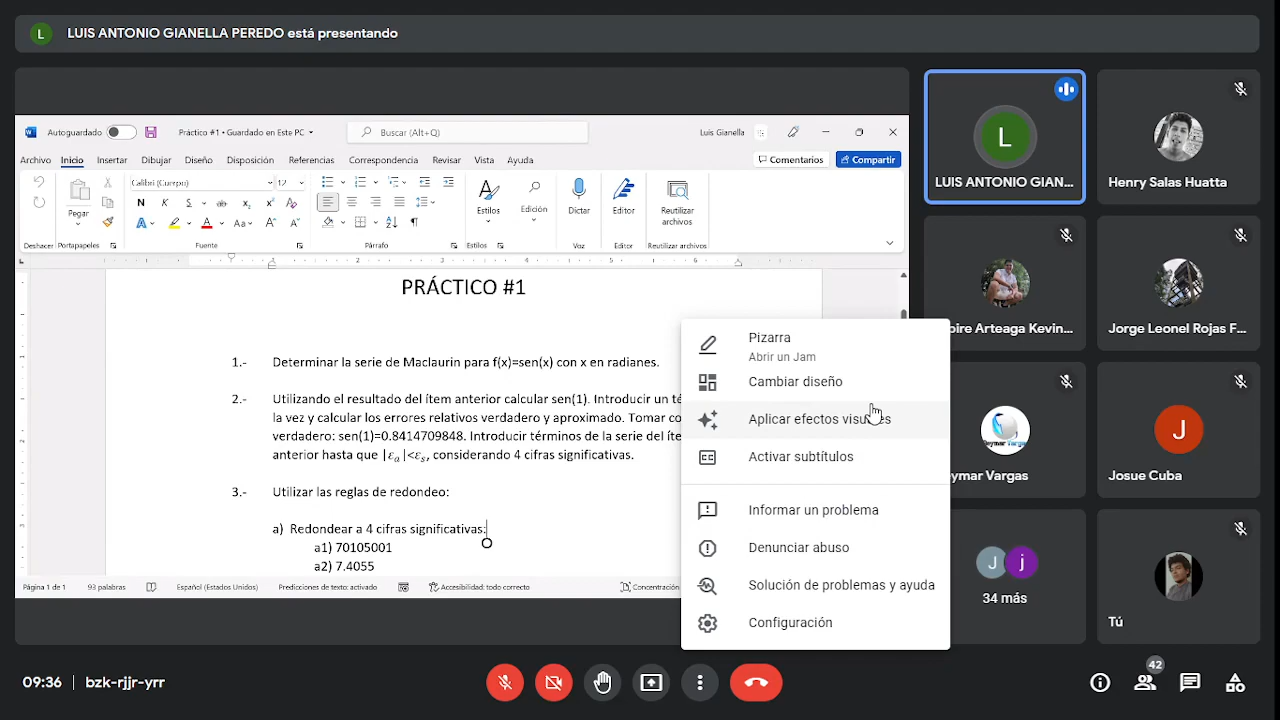 L LUIS ANTONIO GIANELLA PEREDO está presentando
Autoguardado Práctico #1 • Guardado en Este PC Buscar (Alt+Q) Luis Gianella
Archivo Inicio Insertar Dibujar Diseño Disposición Referencias Correspondencia Revisar Vista Ayuda Comentarios Compartir
Calibri (Cuerpo) 12
Pegar Estilos Edición Dictar Editor Reutilizar archivos
Deshacer Portapapeles Fuente Párrafo Estilos Voz Editor Reutilizar archivos
PRÁCTICO #1
1.- Determinar la serie de Maclaurin para f(x)=sen(x) con x en radianes.
2.- Utilizando el resultado del ítem anterior calcular sen(1). Introducir un té
la vez y calcular los errores relativos verdadero y aproximado. Tomar co
verdadero: sen(1)=0.8414709848. Introducir términos de la serie del íte
anterior hasta que |εa|<εs, considerando 4 cifras significativas.
3.- Utilizar las reglas de redondeo:
a) Redondear a 4 cifras significativas:
a1) 70105001
a2) 7.4055
Página 1 de 1 93 palabras Español (Estados Unidos) Predicciones de texto: activado Accesibilidad: todo correcto Concentración
Pizarra
Abrir un Jam
Cambiar diseño
Aplicar efectos visuales
Activar subtítulos
Informar un problema
Denunciar abuso
Solución de problemas y ayuda
Configuración
L
LUIS ANTONIO GIAN...
Henry Salas Huatta
oire Arteaga Kevin...
Jorge Leonel Rojas F...
Neymar Vargas
ymar Vargas
J
Josue Cuba
J j
34 más
Tú
09:36 | bzk-rjjr-yrr
42